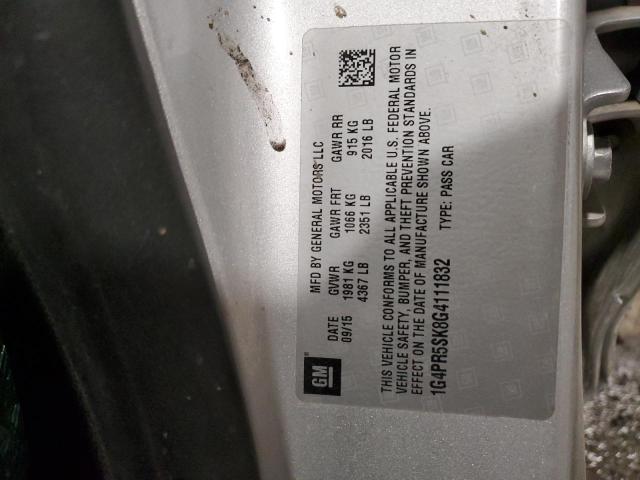 GM®
MFD BY GENERAL MOTORS LLC
DATE GVWR GAWR FRT GAWR RR
09/15 1981 KG 1066 KG 915 KG
4367 LB 2351 LB 2016 LB
THIS VEHICLE CONFORMS TO ALL APPLICABLE U.S. FEDERAL MOTOR
VEHICLE SAFETY, BUMPER, AND THEFT PREVENTION STANDARDS IN
EFFECT ON THE DATE OF MANUFACTURE SHOWN ABOVE.
1G4PR5SK8G4111832 TYPE: PASS CAR